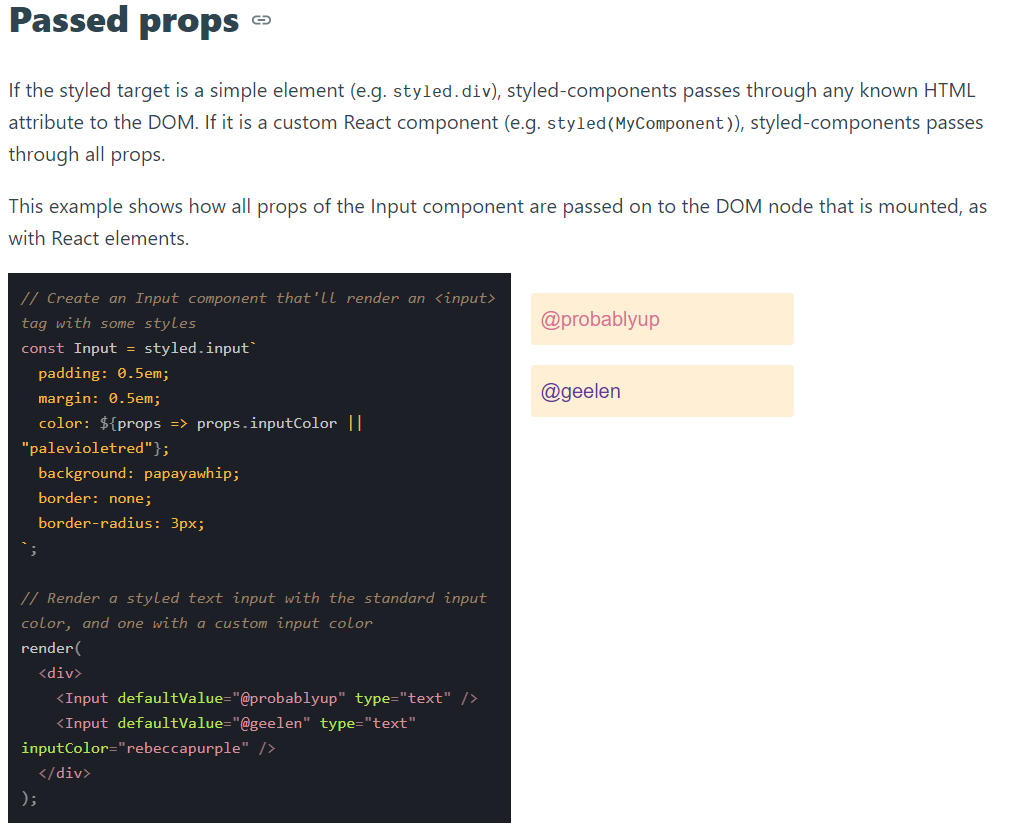 Passed props
If the styled target is a simple element (e.g. styled.div), styled-components passes through any known HTML
attribute to the DOM. If it is a custom React component (e.g. styled(MyComponent)), styled-components passes
through all props.
This example shows how all props of the Input component are passed on to the DOM node that is mounted, as
with React elements.
// Create an Input component that'll render an <input>
tag with some styles
const Input = styled.input`
  padding: 0.5em;
  margin: 0.5em;
  color: ${props => props.inputColor ||
"palevioletred"};
  background: papayawhip;
  border: none;
  border-radius: 3px;
`;
// Render a styled text input with the standard input
color, and one with a custom input color
render(
  <div>
    <Input defaultValue="@probablyup" type="text" />
    <Input defaultValue="@geelen" type="text"
inputColor="rebeccapurple" />
  </div>
);
@probablyup
@geelen